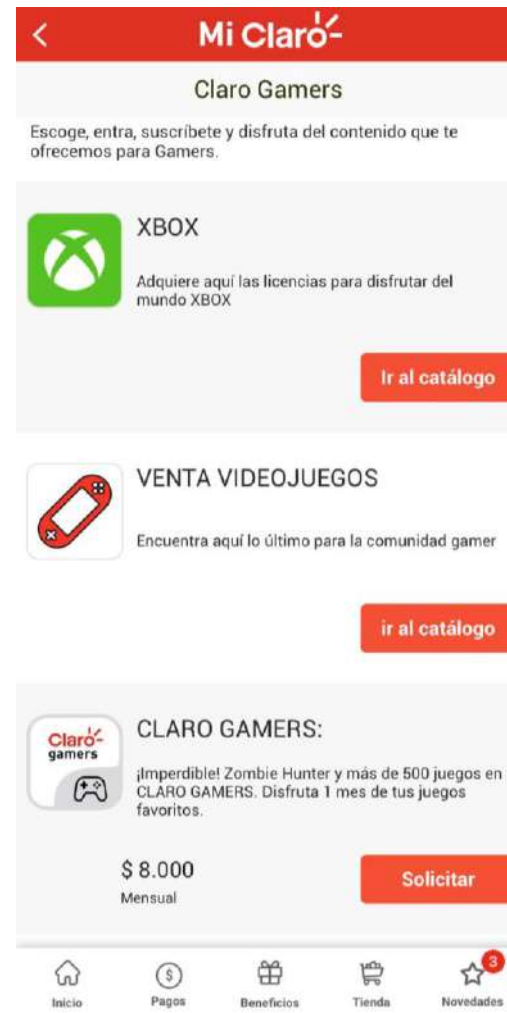 Mi Claro
Claro Gamers
Escoge, entra, suscríbete y disfruta del contenido que te
ofrecemos para Gamers.
XBOX
Adquiere aquí las licencias para disfrutar del
mundo XBOX
Ir al catálogo
VENTA VIDEOJUEGOS
Encuentra aquí lo último para la comunidad gamer
ir al catálogo
Claro
gamers
CLARO GAMERS:
¡Imperdible! Zombie Hunter y más de 500 juegos en
CLARO GAMERS. Disfruta 1 mes de tus juegos
favoritos.
$ 8.000
Mensual
Solicitar
3
Inicio Pagos Beneficios Tienda Novedades